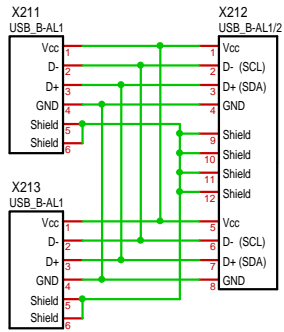 X211
USB_B-AL1
Vcc 1
D- 2
D+ 3
GND 4
Shield 5
Shield 6
X212
USB_B-AL1/2
1 Vcc
2 D- (SCL)
3 D+ (SDA)
4 GND
9 Shield
10 Shield
11 Shield
12 Shield
5 Vcc
6 D- (SCL)
7 D+ (SDA)
8 GND
X213
USB_B-AL1
Vcc 1
D- 2
D+ 3
GND 4
Shield 5
Shield 6